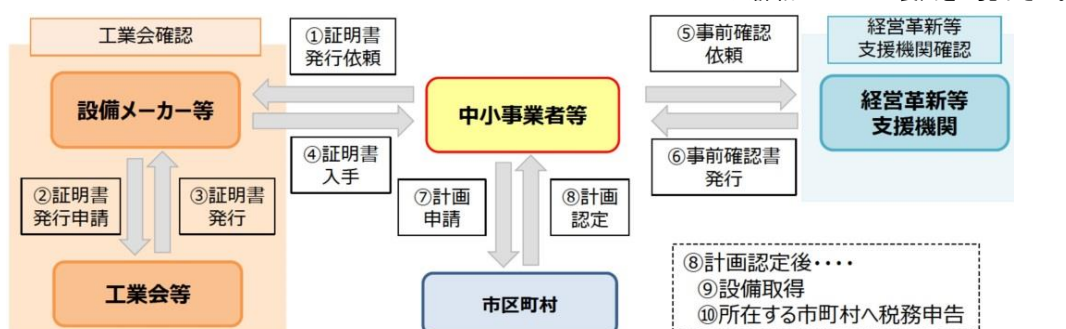 工業会確認
①証明書
発行依頼
⑤事前確認
依頼
経営革新等
支援機関確認
設備メーカー等
中小事業者等
経営革新等
支援機関
④証明書
入手
⑥事前確認書
発行
②証明書
発行申請
③証明書
発行
⑦計画
申請
⑧計画
認定
工業会等
市区町村
⑧計画認定後・・・・
⑨設備取得
⑩所在する市町村へ税務申告